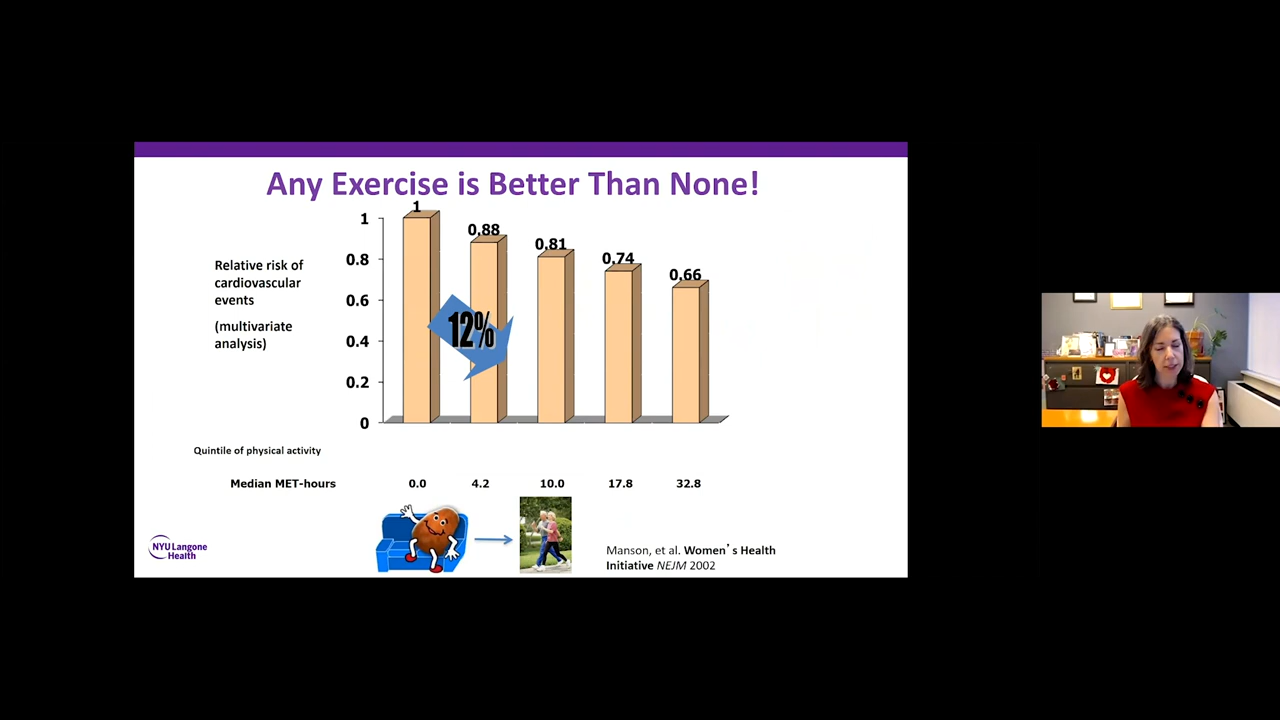 Any Exercise is Better Than None!
Relative risk of
cardiovascular
events
(multivariate
analysis)
1
0.8
0.6
0.4
0.2
0
1
0.88
0.81
0.74
0.66
12%
Quintile of physical activity
Median MET-hours 0.0 4.2 10.0 17.8 32.8
NYU Langone
Health
Manson, et al. Women's Health
Initiative NEJM 2002